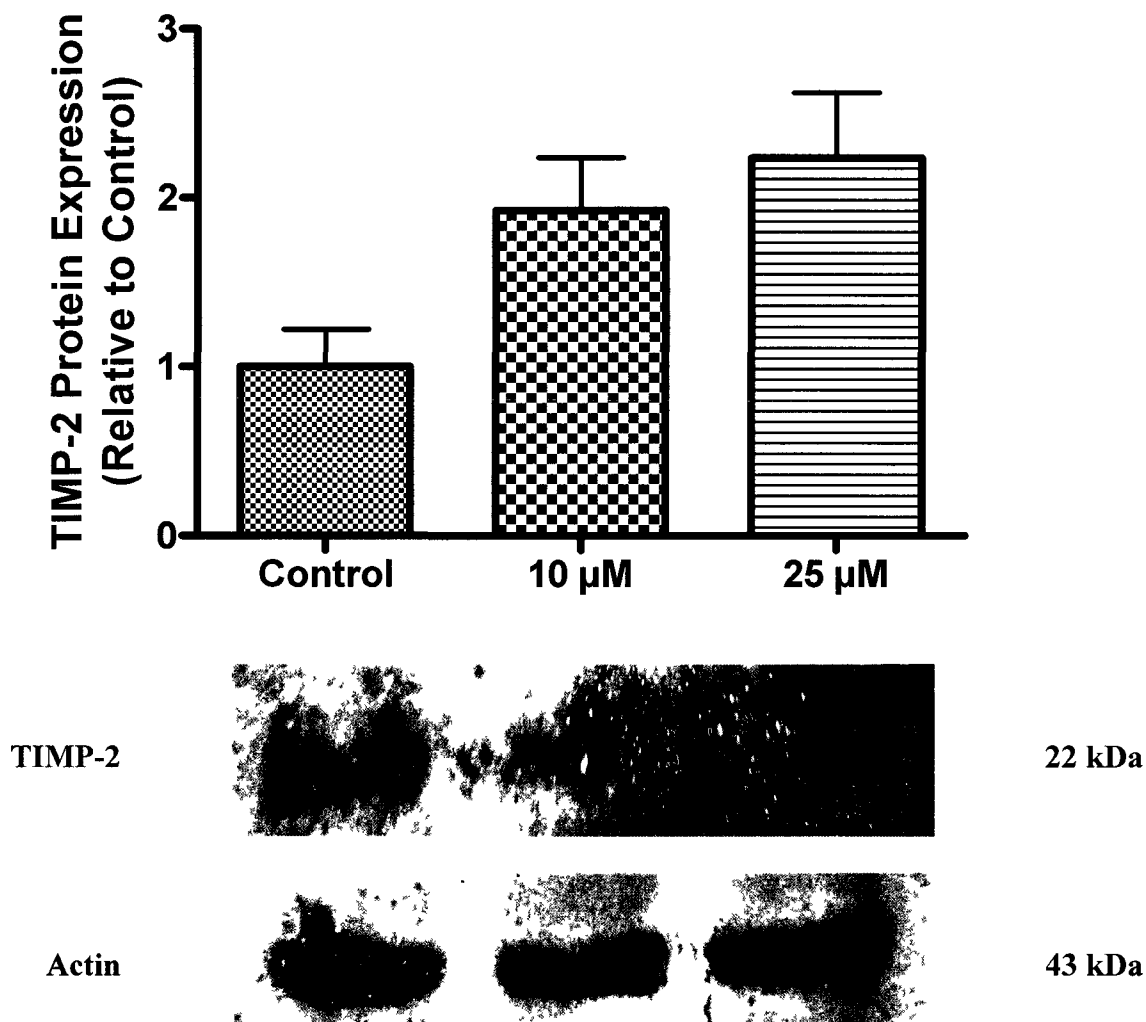 TIMP-2 Protein Expression
(Relative to Control)
3
2
1
0
Control 10 µM 25 µM
TIMP-2 22 kDa
Actin 43 kDa